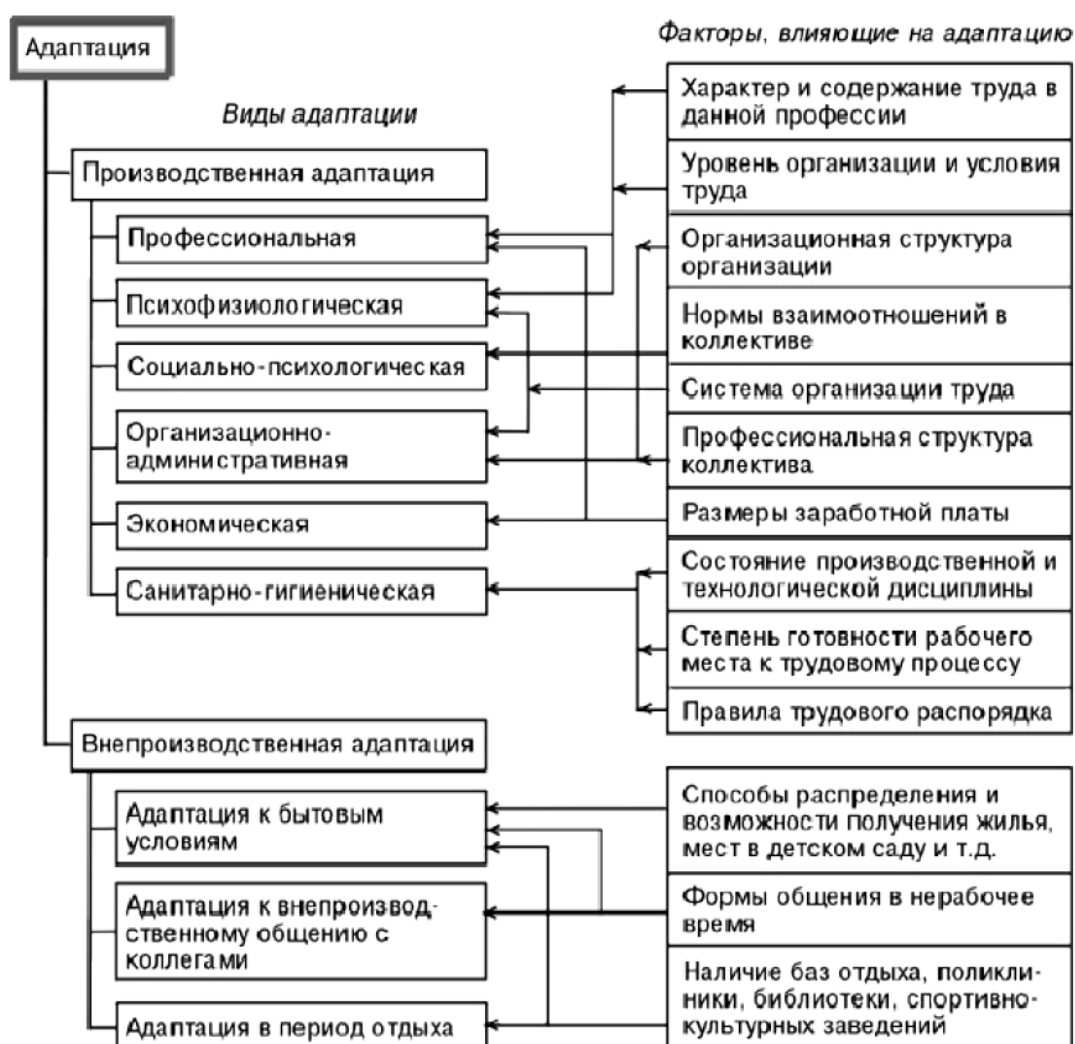 Адаптация
Факторы, влияющие на адаптацию
Виды адаптации
Производственная адаптация
Профессиональная
Психофизиологическая
Социально-психологическая
Организационно-
административная
Экономическая
Санитарно-гигиеническая
Характер и содержание труда в
данной профессии
Уровень организации и условия
труда
Организационная структура
организации
Нормы взаимоотношений в
коллективе
Система организации труда
Профессиональная структура
коллектива
Размеры заработной платы
Состояние производственной и
технологической дисциплины
Степень готовности рабочего
места к трудовому процессу
Правила трудового распорядка
Внепроизводственная адаптация
Адаптация к бытовым
условиям
Адаптация к внепроизвод-
ственному общению с
коллегами
Адаптация в период отдыха
Способы распределения и
возможности получения жилья,
мест в детском саду и т.д.
Формы общения в нерабочее
время
Наличие баз отдыха, поликли-
ники, библиотеки, спортивно-
культурных заведений